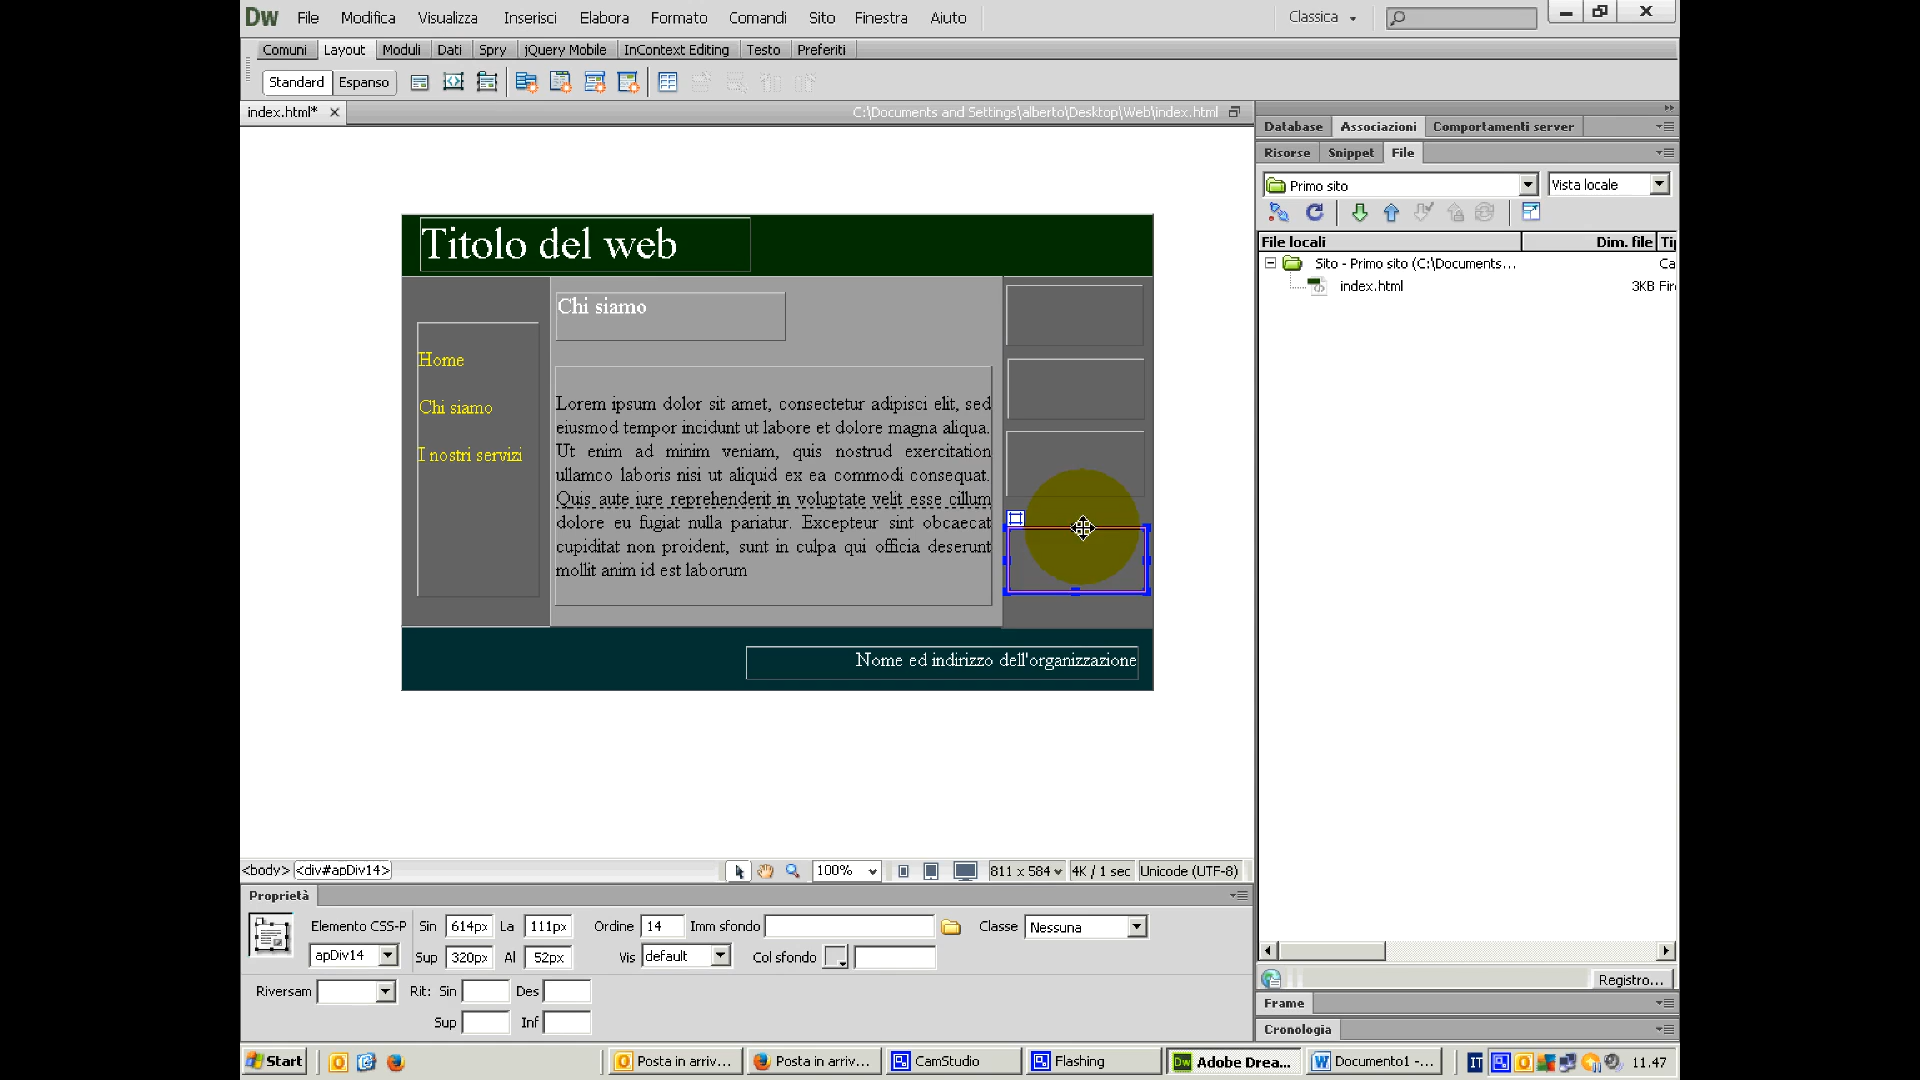 Dw File Modifica Visualizza Inserisci Elabora Formato Comandi Sito Finestra Aiuto Classica
Comuni Layout Moduli Dati Spry jQuery Mobile InContext Editing Testo Preferiti
Standard Espanso
index.html* C:\Documents and Settings\alberto\Desktop\Web\index.html
Database Associazioni Comportamenti server
Risorse Snippet File
Primo sito Vista locale
File locali Dim. file
Sito - Primo sito (C:\Documents... Ca
index.html 3KB Fir
Titolo del web
Chi siamo
Home
Chi siamo
I nostri servizi
Lorem ipsum dolor sit amet, consectetur adipisci elit, sed
eiusmod tempor incidunt ut labore et dolore magna aliqua.
Ut enim ad minim veniam, quis nostrud exercitation
ullamco laboris nisi ut aliquid ex ea commodi consequat.
Quis aute iure reprehenderit in voluptate velit esse cillum
dolore eu fugiat nulla pariatur. Excepteur sint obcaecat
cupiditat non proident, sunt in culpa qui officia deserunt
mollit anim id est laborum
Nome ed indirizzo dell'organizzazione
<body> <div#apDiv14> 100% 811 x 584 4K / 1 sec Unicode (UTF-8)
Proprietà
Elemento CSS-P Sin 614px La 111px Ordine 14 Imm sfondo Classe Nessuna
apDiv14 Sup 320px Al 52px Vis default Col sfondo
Riversam Rit: Sin Des
Sup Inf
Registro...
Frame
Cronologia
Start Posta in arriv... Posta in arriv... CamStudio Flashing Adobe Drea... Documento1 -... IT 11.47